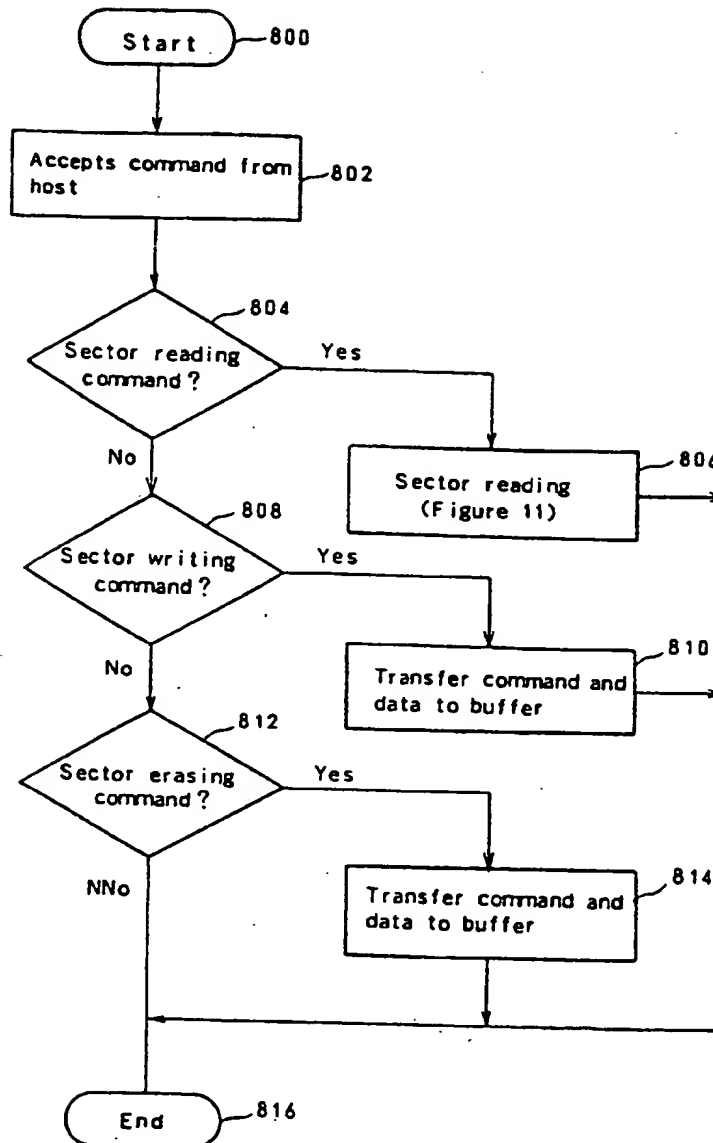 Start
800
Accepts command from
host
802
804
Sector reading
command?
Yes
No
806
Sector reading
(Figure 11)
808
Sector writing
command?
Yes
No
810
Transfer command and
data to buffer
812
Sector erasing
command?
Yes
NNo
814
Transfer command and
data to buffer
End
816